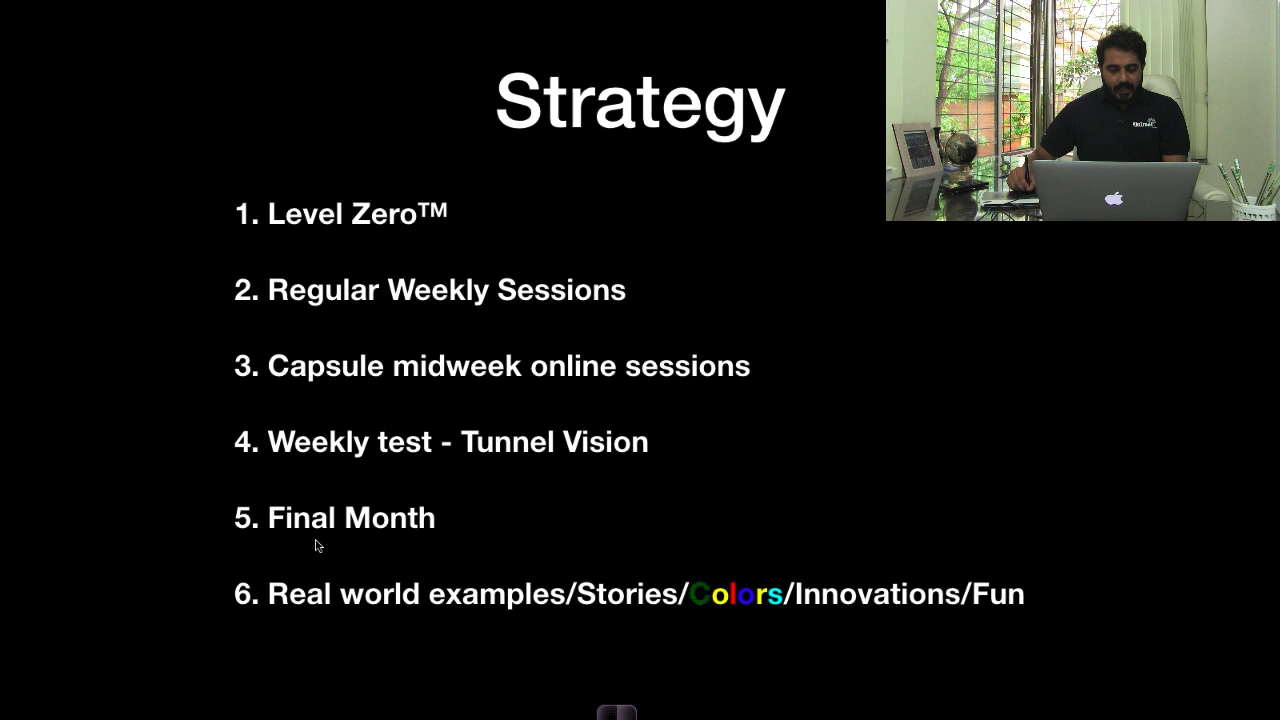 Strategy
1. Level Zero™
2. Regular Weekly Sessions
3. Capsule midweek online sessions
4. Weekly test - Tunnel Vision
5. Final Month
6. Real world examples/Stories/Colors/Innovations/Fun